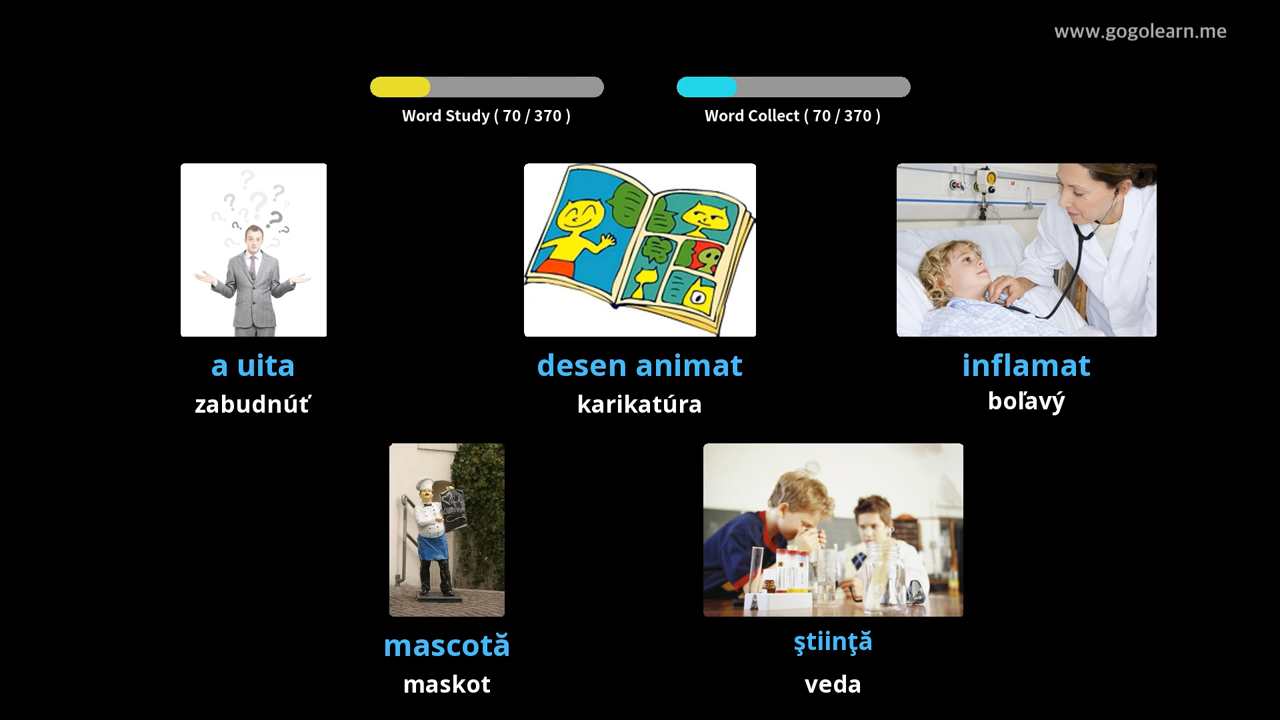 www.gogolearn.me
Word Study ( 70 / 370 )
Word Collect ( 70 / 370 )
a uita
zabudnúť
desen animat
karikatúra
inflamat
boľavý
mascotă
maskot
ştiinţă
veda